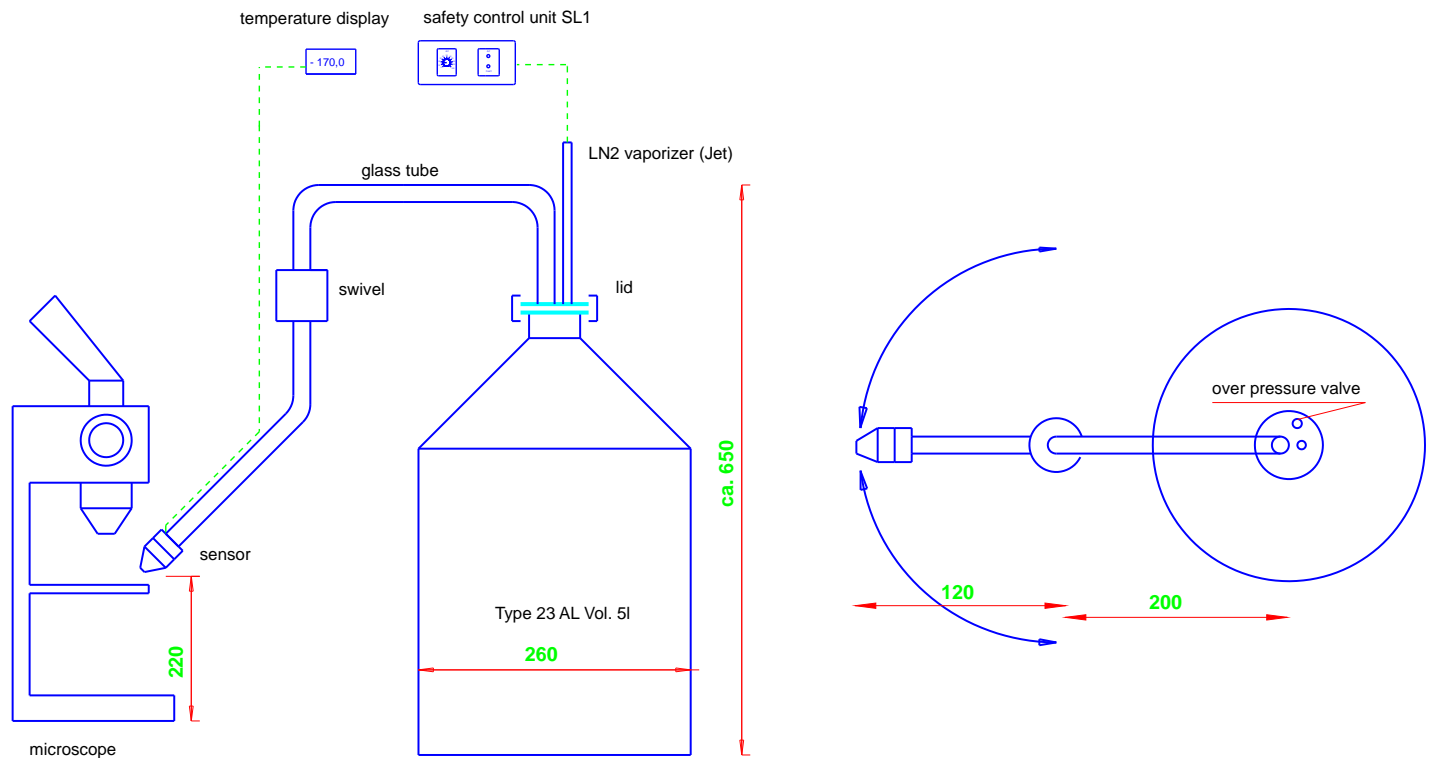 temperature display
safety control unit SL1
- 170,0
LN2 vaporizer (Jet)
glass tube
swivel
lid
over pressure valve
ca. 650
sensor
120
200
Type 23 AL Vol. 5l
260
220
microscope